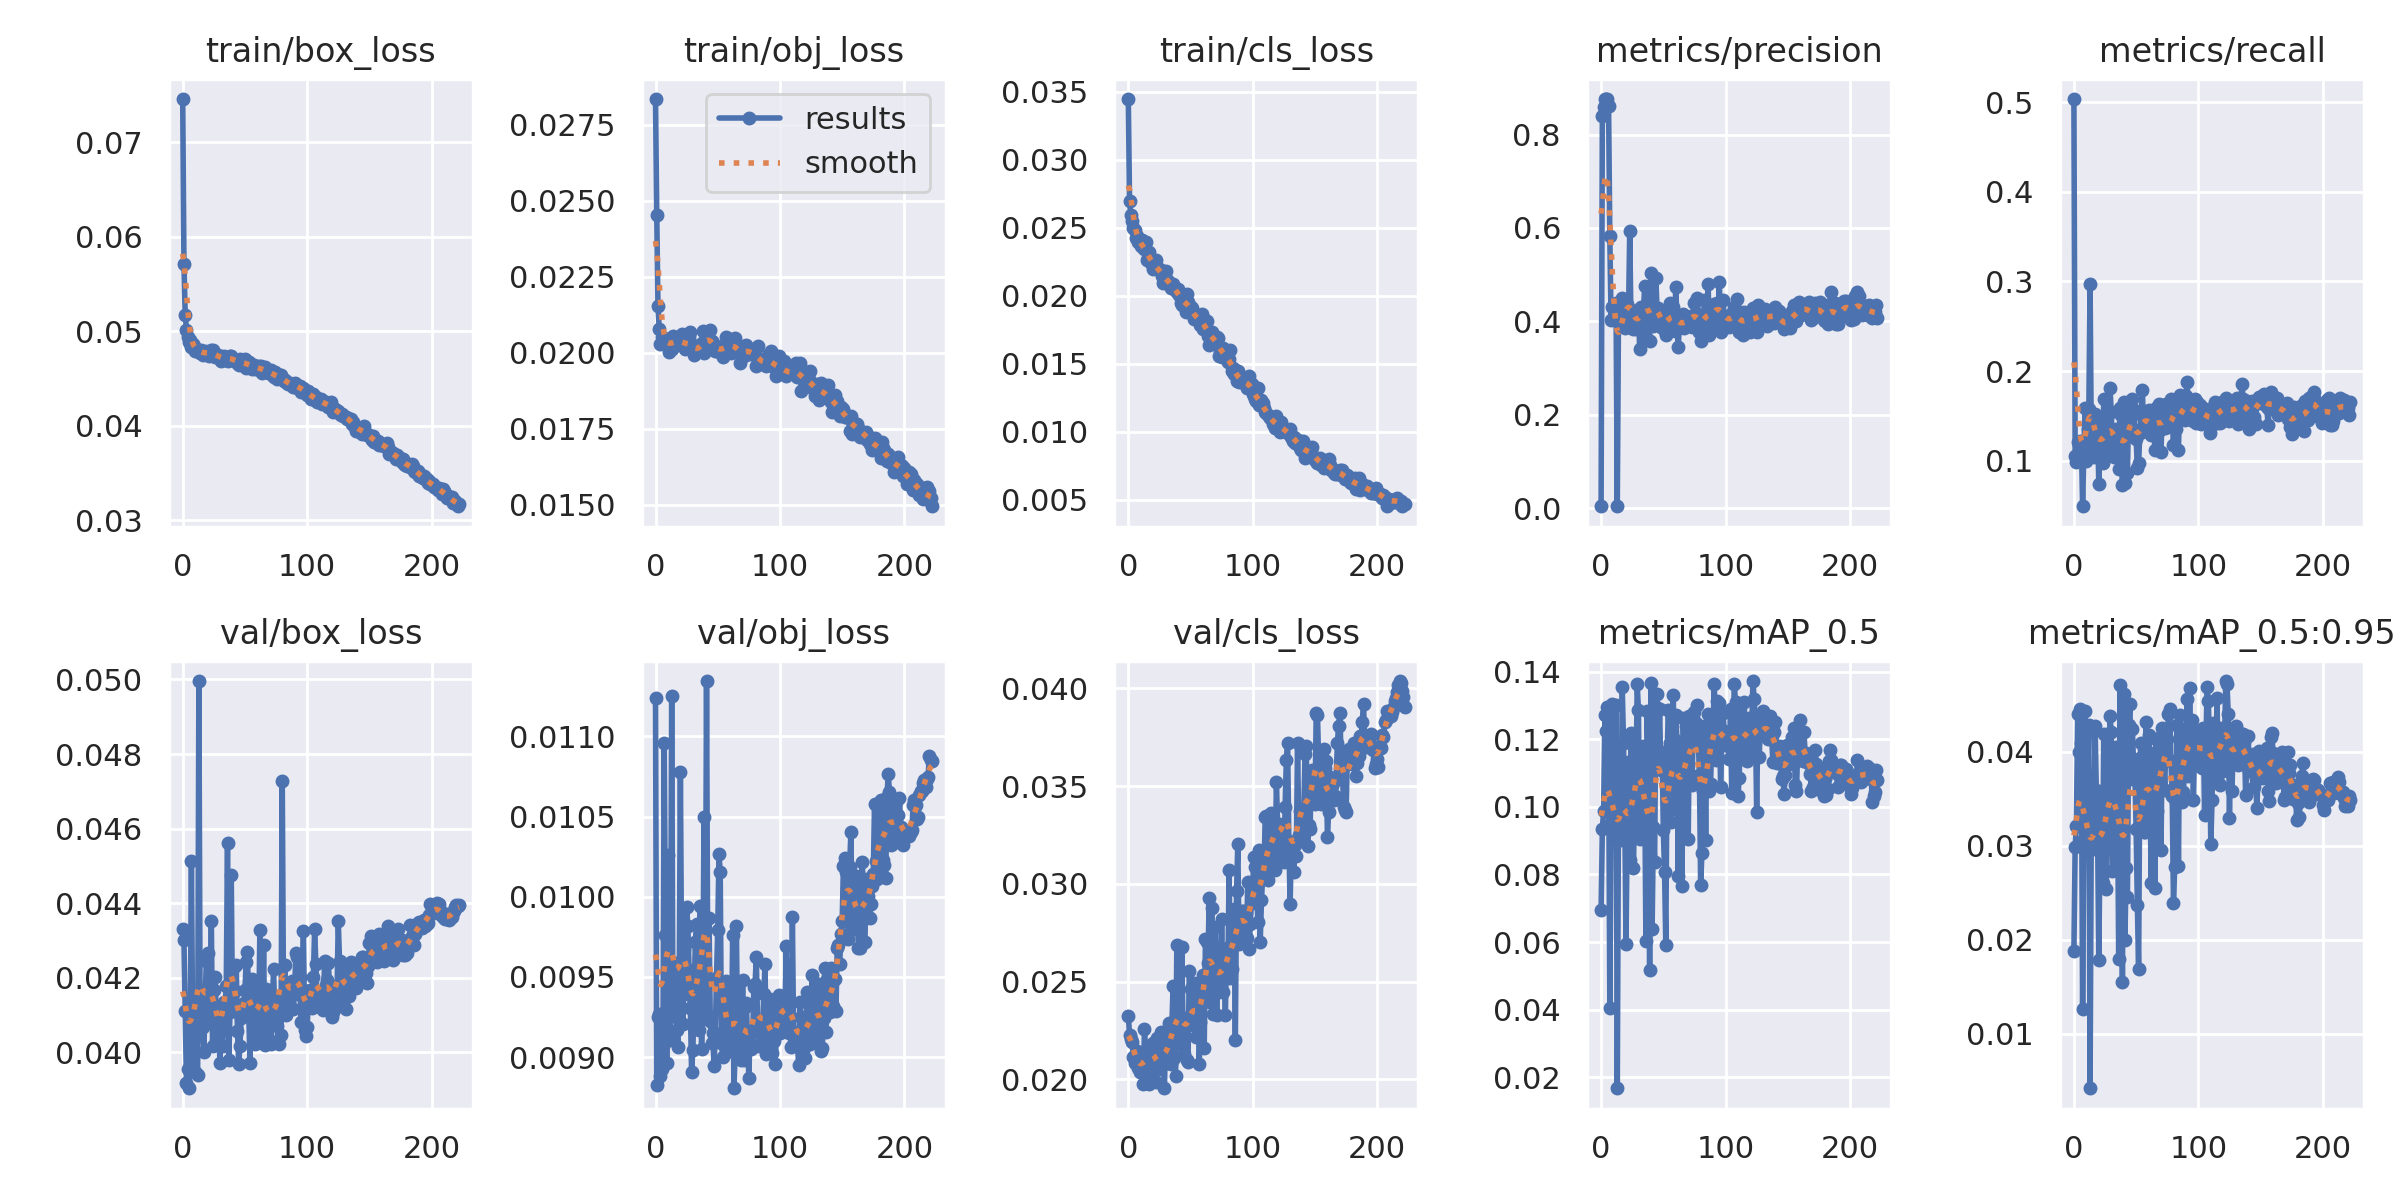 train/box_loss
train/obj_loss
train/cls_loss
metrics/precision
metrics/recall
0.07
0.06
0.05
0.04
0.03
0 100 200
0.0275
0.0250
0.0225
0.0200
0.0175
0.0150
results
smooth
0 100 200
0.035
0.030
0.025
0.020
0.015
0.010
0.005
0 100 200
0.8
0.6
0.4
0.2
0.0
0 100 200
0.5
0.4
0.3
0.2
0.1
0 100 200
val/box_loss
val/obj_loss
val/cls_loss
metrics/mAP_0.5
metrics/mAP_0.5:0.95
0.050
0.048
0.046
0.044
0.042
0.040
0 100 200
0.0110
0.0105
0.0100
0.0095
0.0090
0 100 200
0.040
0.035
0.030
0.025
0.020
0 100 200
0.14
0.12
0.10
0.08
0.06
0.04
0.02
0 100 200
0.04
0.03
0.02
0.01
0 100 200